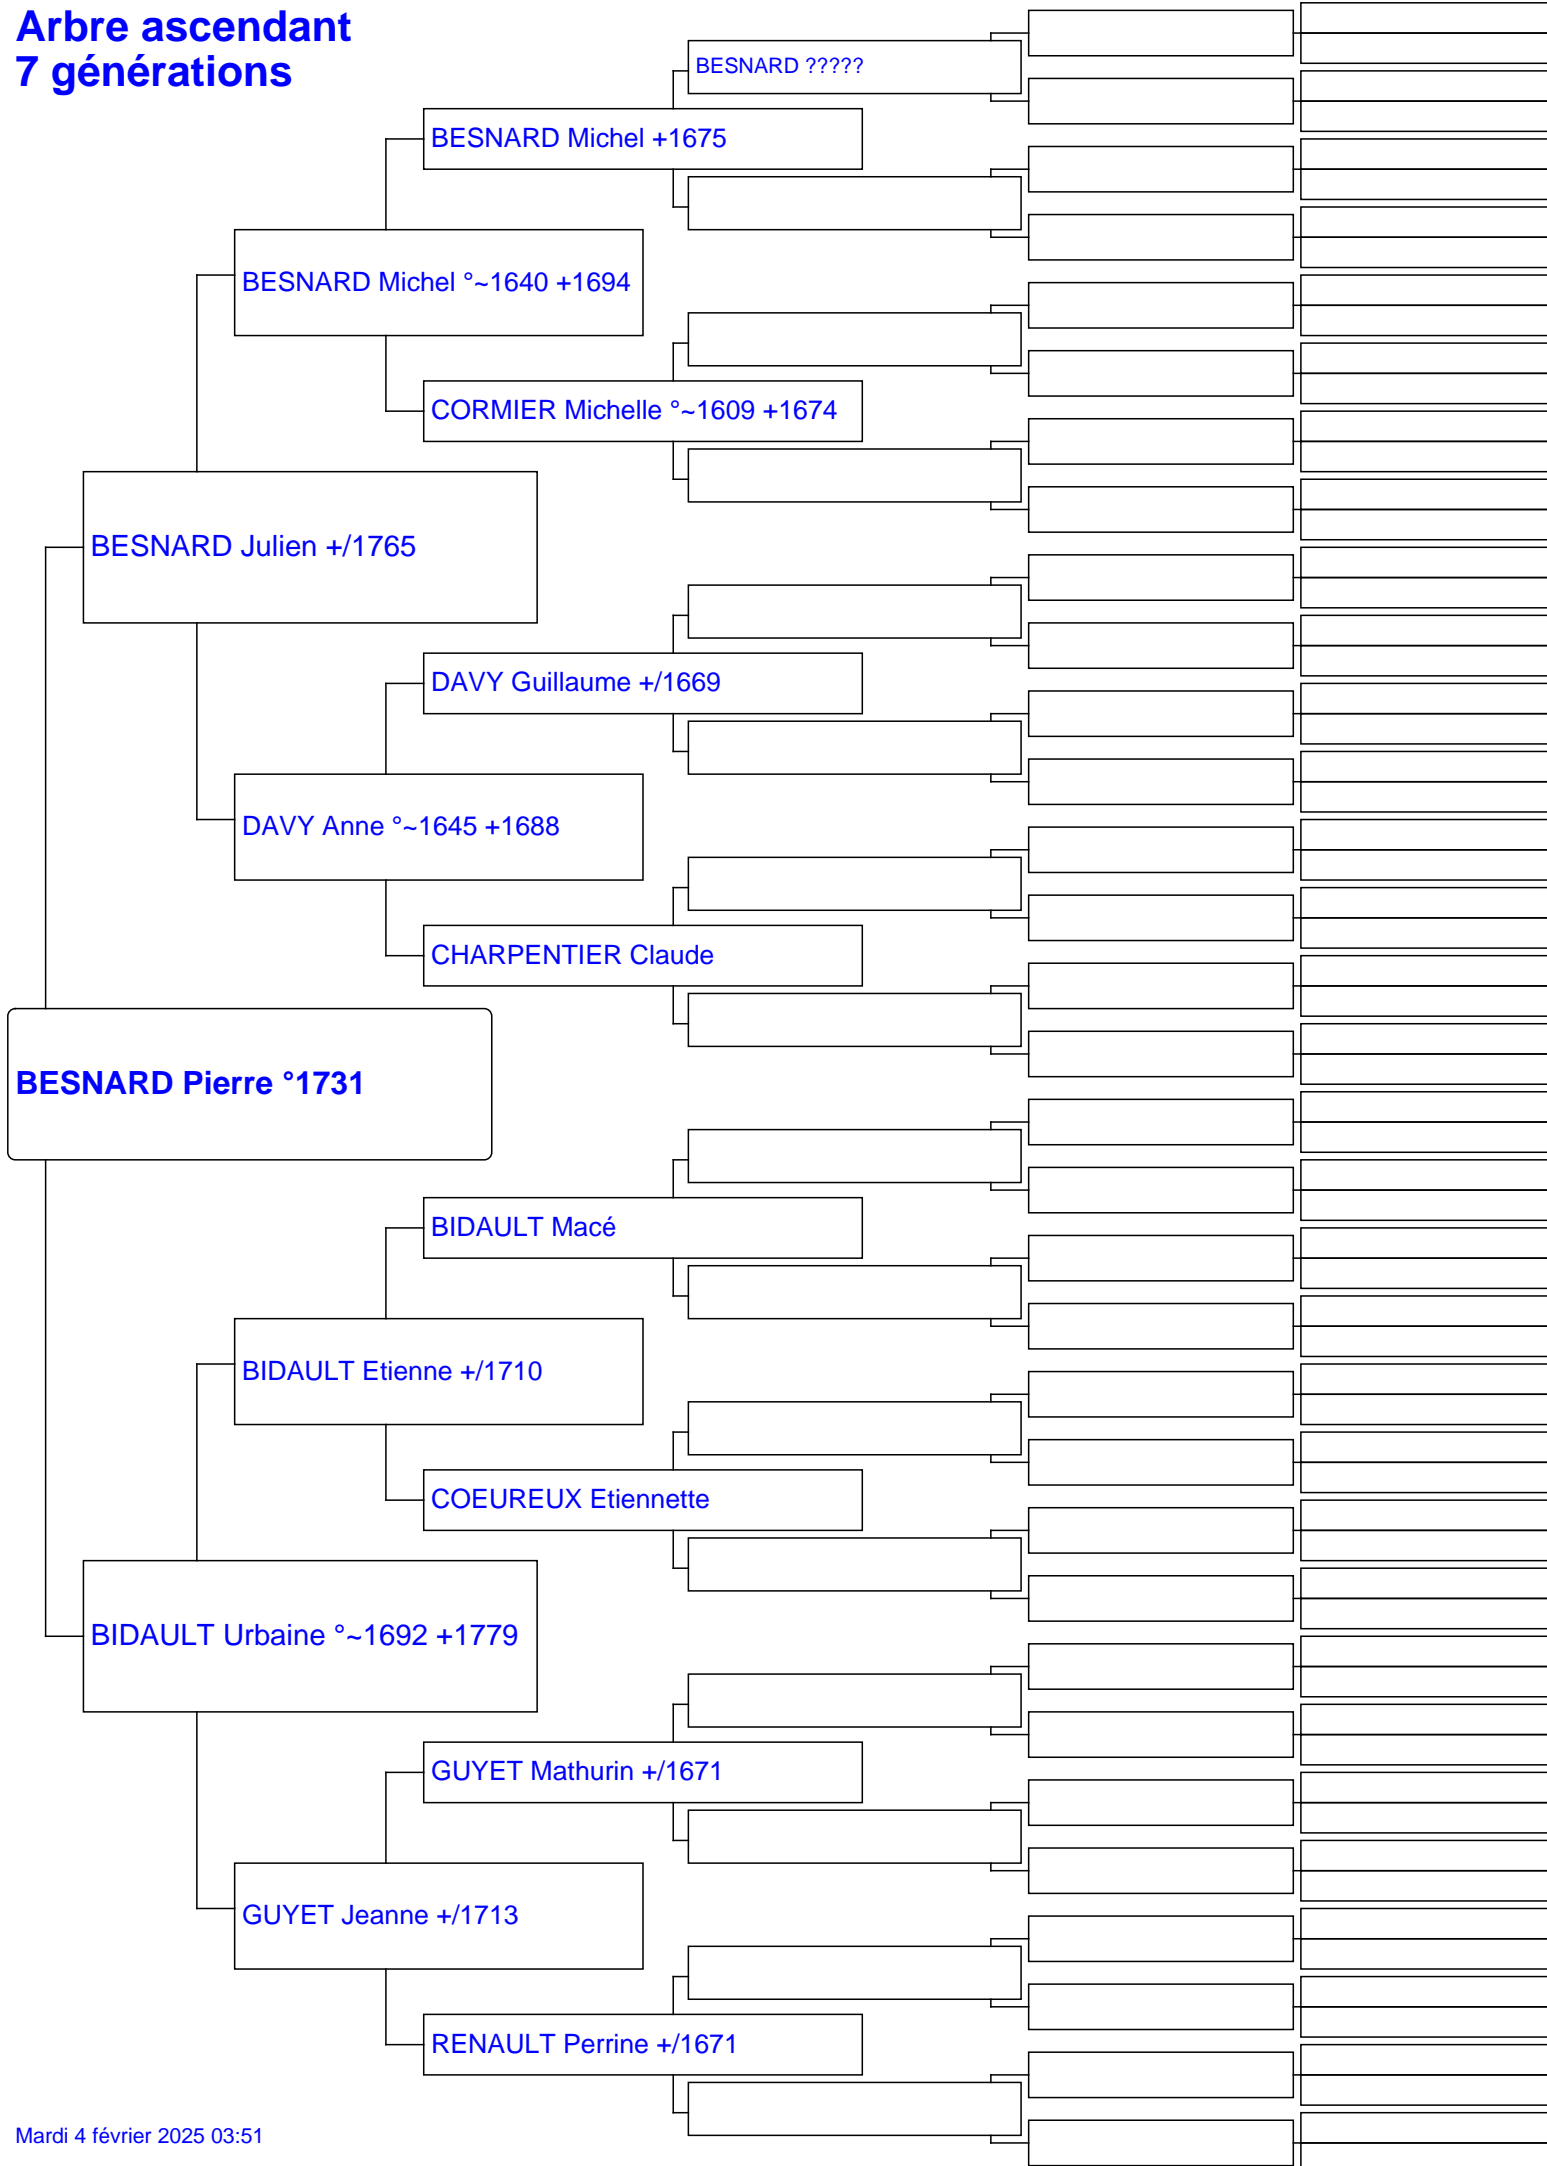 Arbre ascendant
7 générations
BESNARD ?????
BESNARD Michel +1675
BESNARD Michel °~1640 +1694
CORMIER Michelle °~1609 +1674
BESNARD Julien +/1765
DAVY Guillaume +/1669
DAVY Anne °~1645 +1688
CHARPENTIER Claude
BESNARD Pierre °1731
BIDAULT Macé
BIDAULT Etienne +/1710
COEUREUX Etiennette
BIDAULT Urbaine °~1692 +1779
GUYET Mathurin +/1671
GUYET Jeanne +/1713
RENAULT Perrine +/1671
Mardi 4 février 2025 03:51